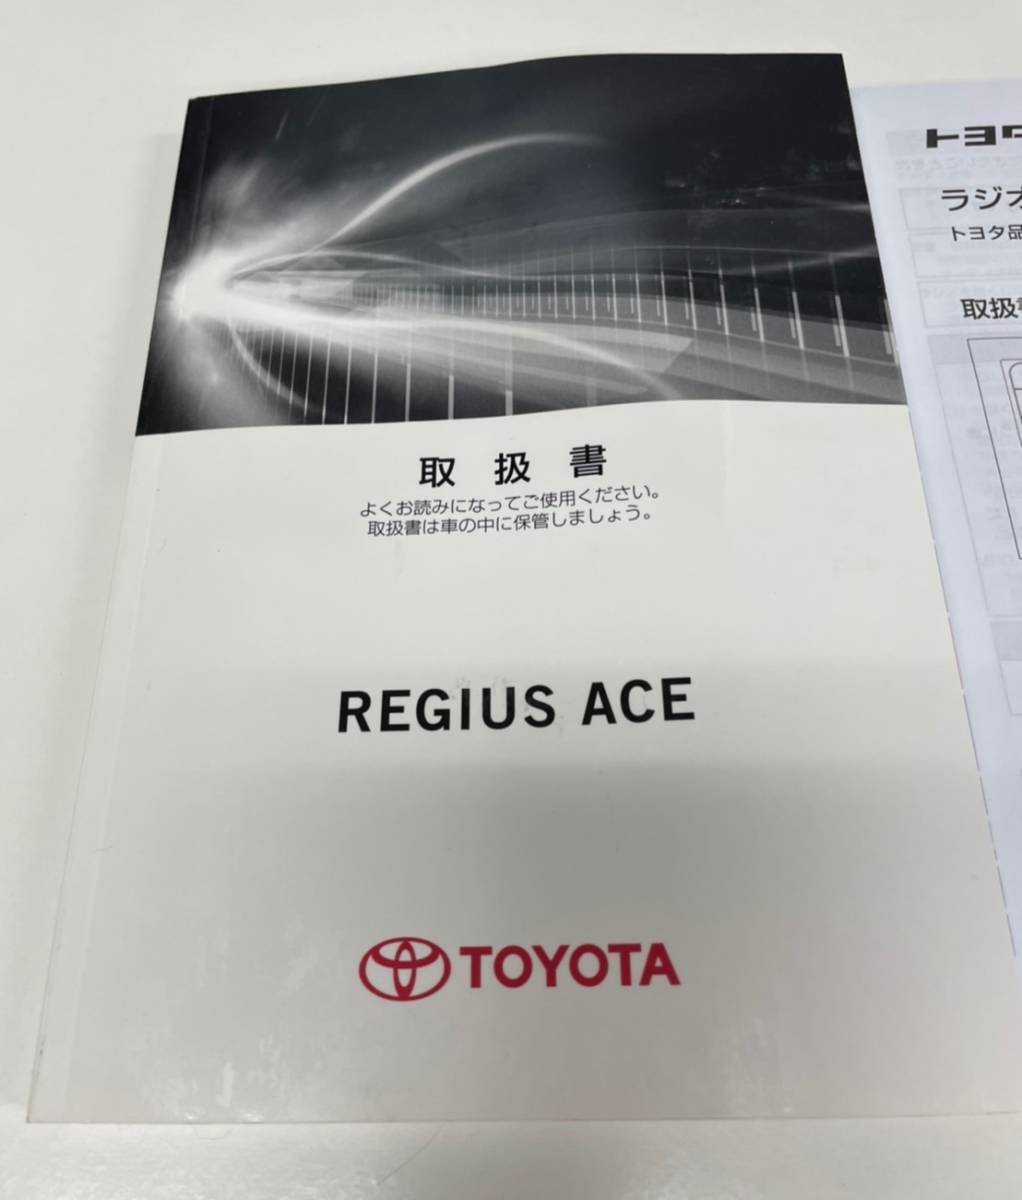 取扱書
よくお読みになってご使用ください。
取扱書は車の中に保管しましょう。
REGIUS ACE
TOYOTA
トヨタ
ラジオ
トヨタ品
取扱書